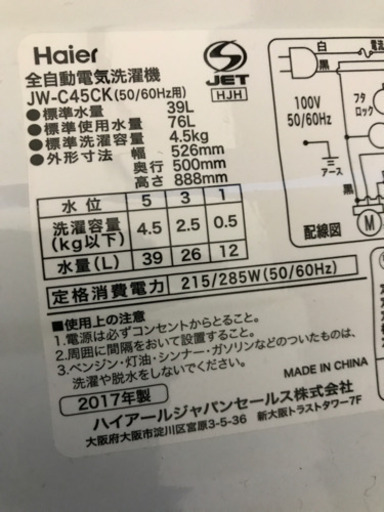 Haier
全自動電気洗濯機
JW-C45CK(50/60Hz用)
●標準水量 39L
●標準使用水量 76L
●標準洗濯容量 4.5kg
●外形寸法 幅 526mm
奥行 500mm
高さ 888mm
S
JET
HJH
白
黒
100V
50/60Hz
アース
フタ
ロック
黒
M
配線図
水位 5 3 1
洗濯容量(kg以下) 4.5 2.5 0.5
水量(L) 39 26 12
定格消費電力 215/285W(50/60Hz)
■使用上の注意
1.電源は必ずコンセントからとること。
2.周囲に間隔をおいて設置すること。
3.ベンジン・灯油・シンナー・ガソリンなどのついたものは、
洗濯や脱水をしないこと。
MADE IN CHINA
2017年製
ハイアールジャパンセールス株式会社
大阪府大阪市淀川区宮原3-5-36 新大阪トラストタワー7F